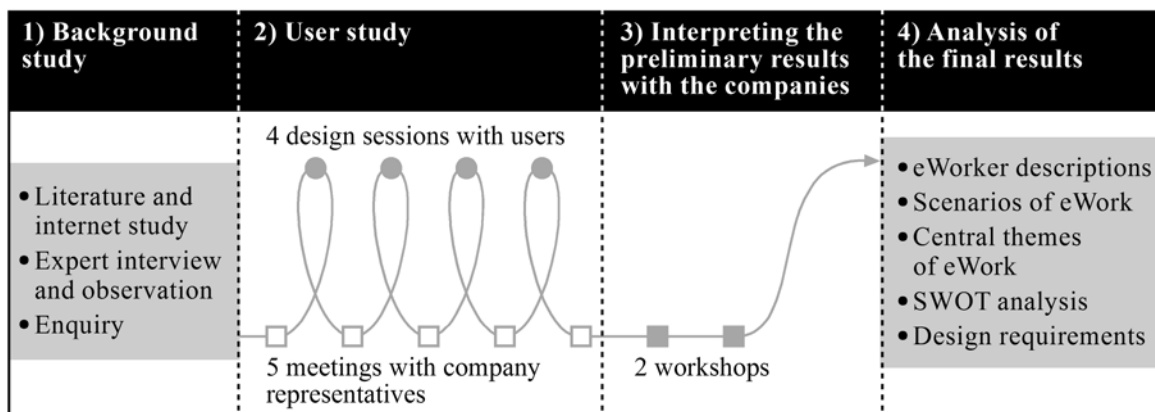 1) Background
study
2) User study
3) Interpreting the
preliminary results
with the companies
4) Analysis of
the final results
• Literature and
internet study
• Expert interview
and observation
• Enquiry
4 design sessions with users
5 meetings with company
representatives
2 workshops
• eWorker descriptions
• Scenarios of eWork
• Central themes
of eWork
• SWOT analysis
• Design requirements